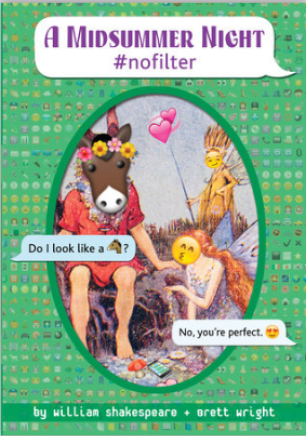 A MIDSUMMER NIGHT
#nofilter
Do I look like a 🐴?
No, you're perfect. 😍
by william shakespeare + Brett wright